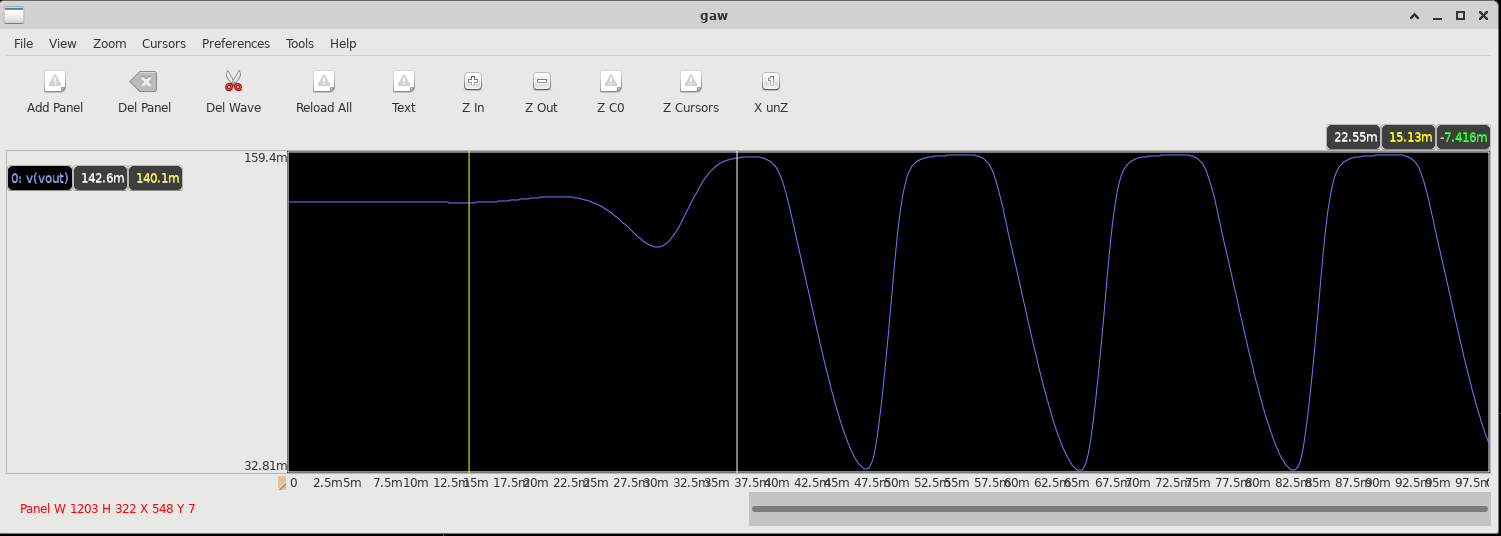 gaw
File View Zoom Cursors Preferences Tools Help
Add Panel Del Panel Del Wave Reload All Text Z In Z Out Z C0 Z Cursors X unZ
22.55m 15.13m -7.416m
159.4m
0: v(vout) 142.6m 140.1m
32.81m
0 2.5m 5m 7.5m 10m 12.5m 15m 17.5m 20m 22.5m 25m 27.5m 30m 32.5m 35m 37.5m 40m 42.5m 45m 47.5m 50m 52.5m 55m 57.5m 60m 62.5m 65m 67.5m 70m 72.5m 75m 77.5m 80m 82.5m 85m 87.5m 90m 92.5m 95m 97.5m
Panel W 1203 H 322 X 548 Y 7